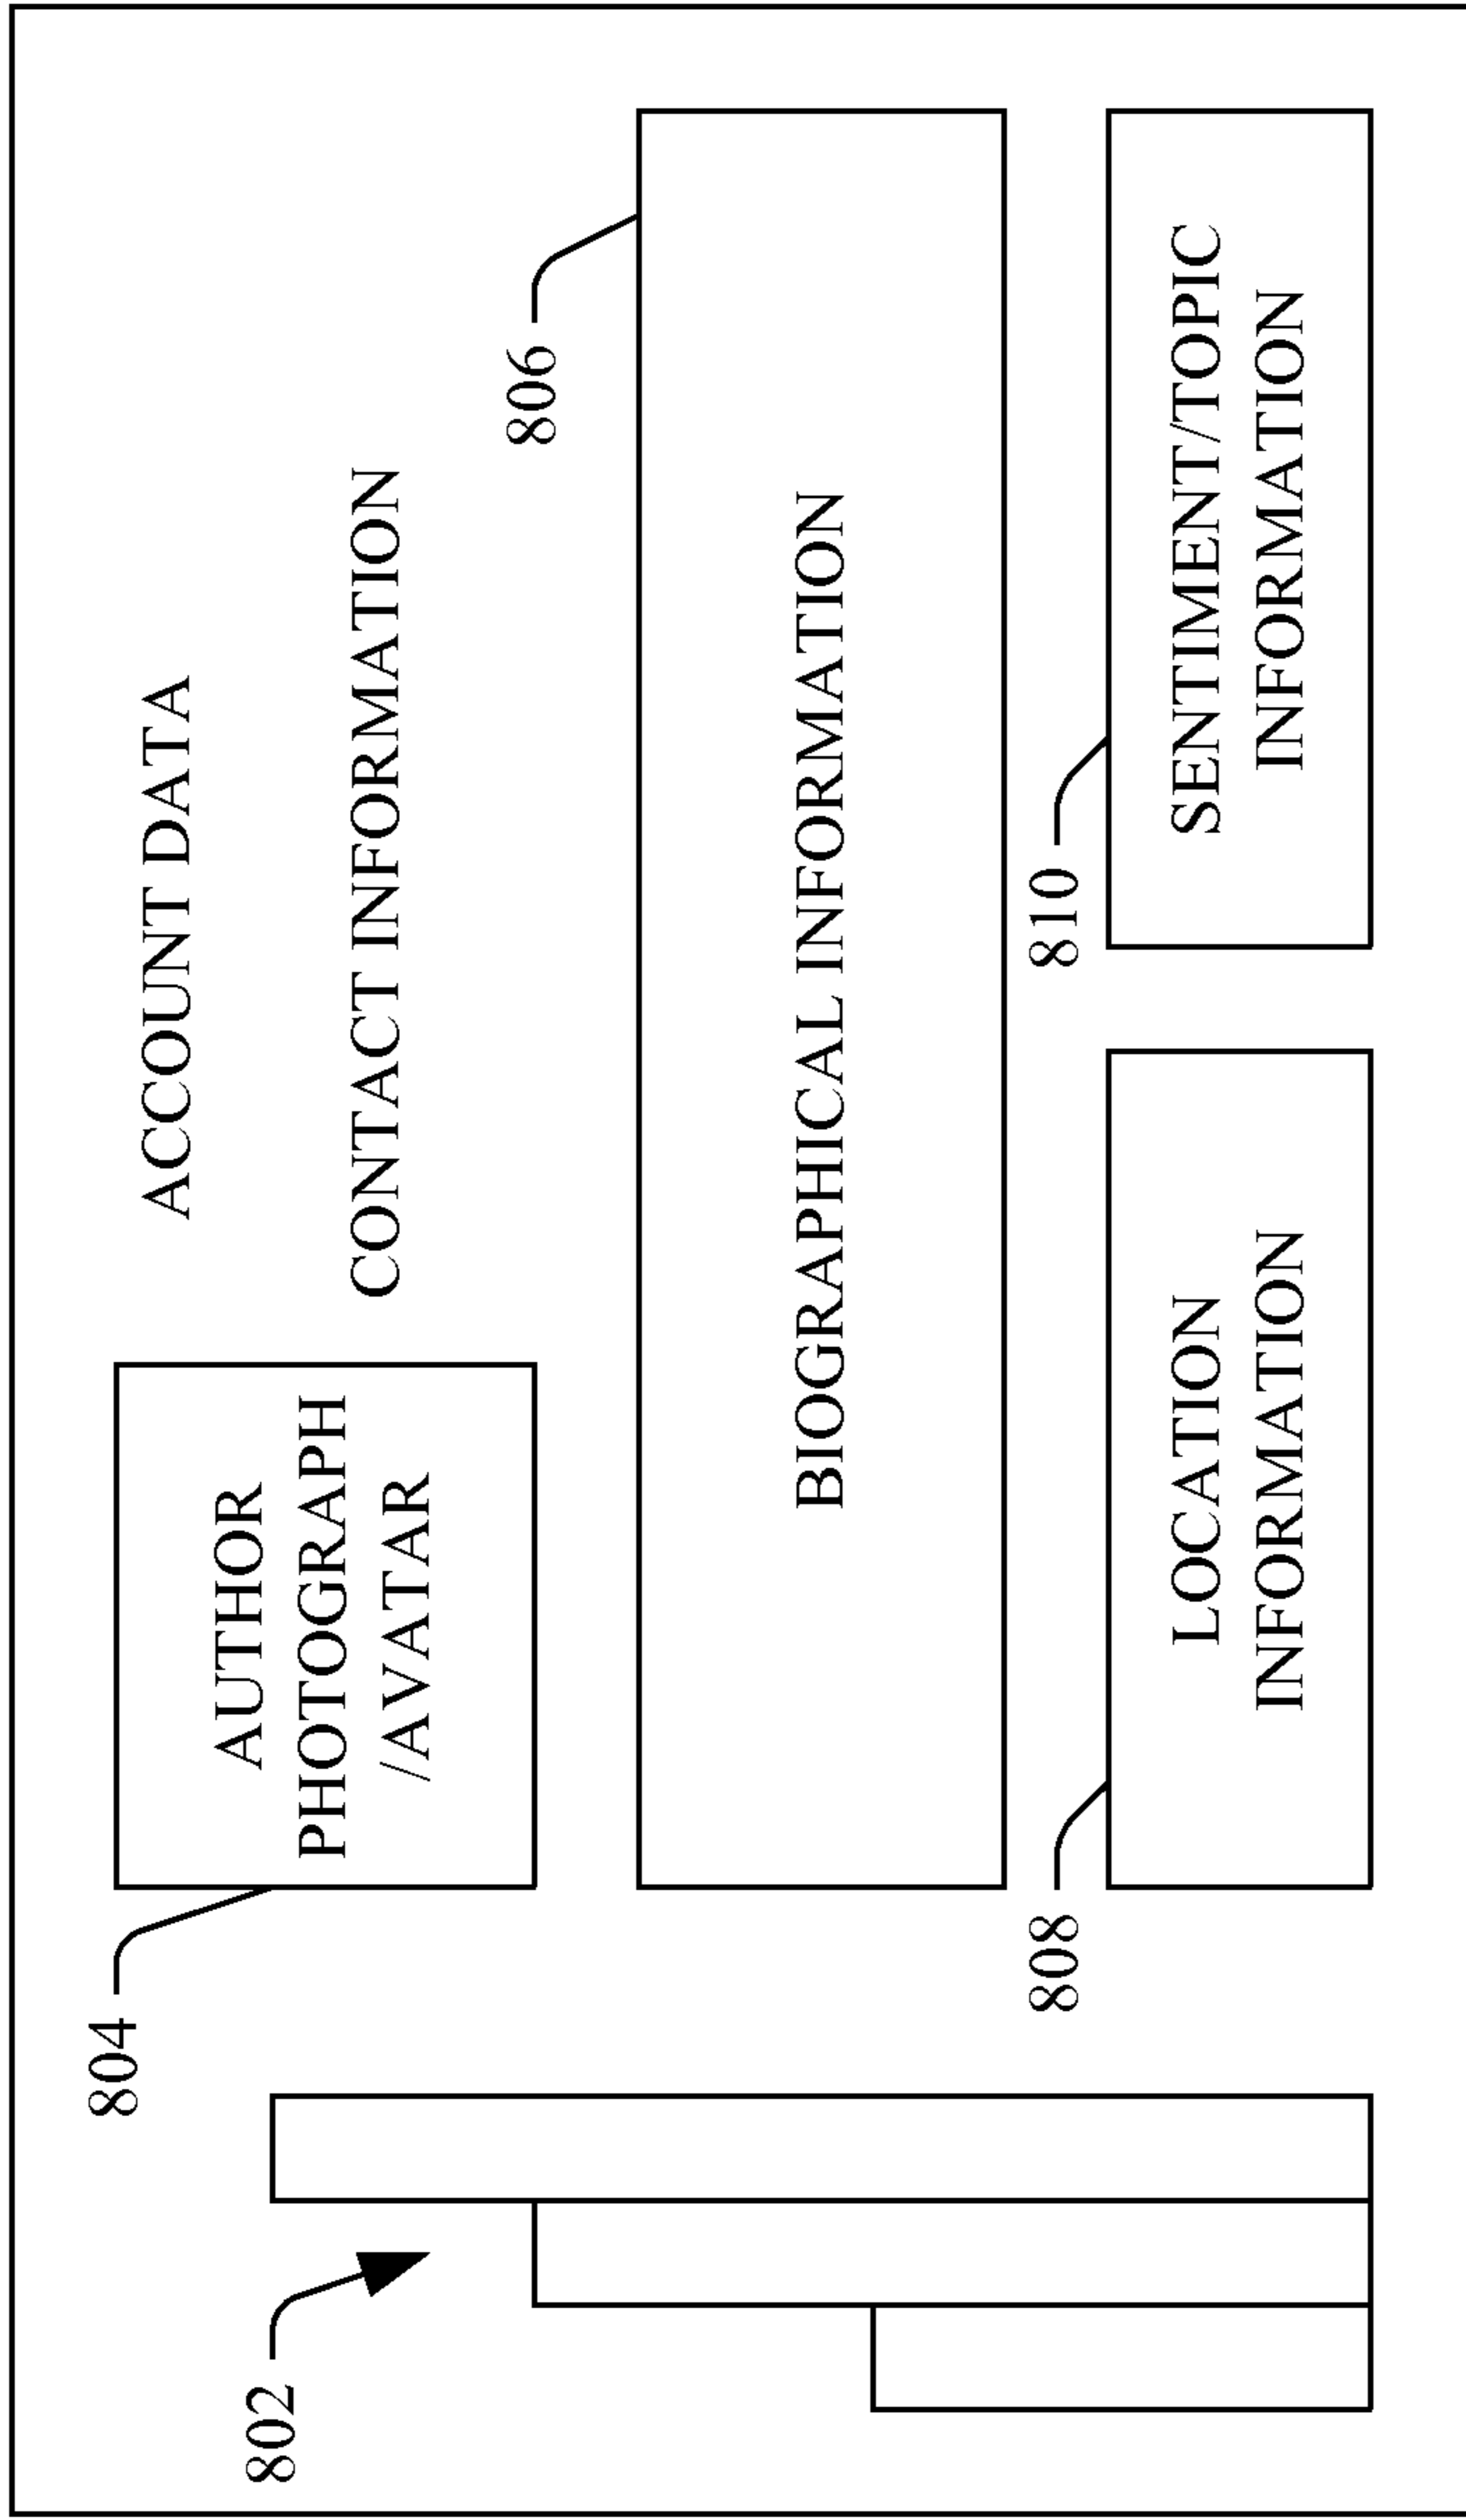 802
804
AUTHOR
PHOTOGRAPH
/AVATAR
ACCOUNT DATA
CONTACT INFORMATION
806
BIOGRAPHICAL INFORMATION
808
LOCATION
INFORMATION
810
SENTIMENT/TOPIC
INFORMATION